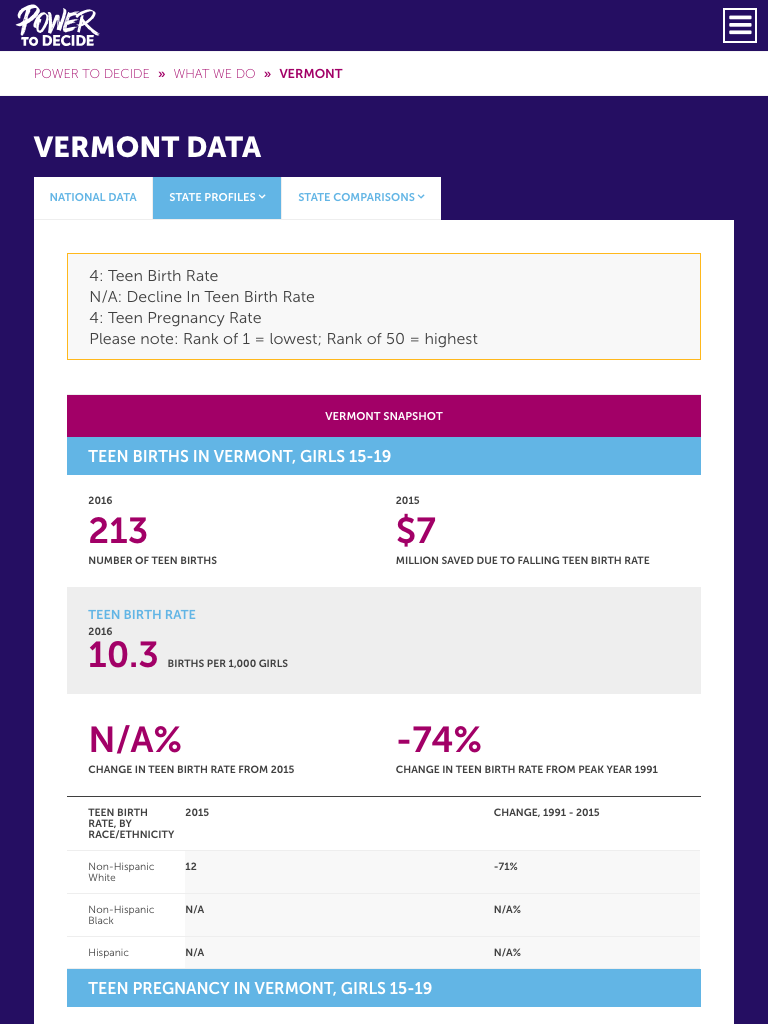 POWER
TO DECIDE
POWER TO DECIDE » WHAT WE DO » VERMONT
VERMONT DATA
NATIONAL DATA STATE PROFILES STATE COMPARISONS
4: Teen Birth Rate
N/A: Decline In Teen Birth Rate
4: Teen Pregnancy Rate
Please note: Rank of 1 = lowest; Rank of 50 = highest
VERMONT SNAPSHOT
TEEN BIRTHS IN VERMONT, GIRLS 15-19
2016
213
NUMBER OF TEEN BIRTHS
2015
$7
MILLION SAVED DUE TO FALLING TEEN BIRTH RATE
TEEN BIRTH RATE
2016
10.3 BIRTHS PER 1,000 GIRLS
N/A%
CHANGE IN TEEN BIRTH RATE FROM 2015
-74%
CHANGE IN TEEN BIRTH RATE FROM PEAK YEAR 1991
TEEN BIRTH
RATE, BY
RACE/ETHNICITY
2015
CHANGE, 1991 - 2015
Non-Hispanic
White
12
-71%
Non-Hispanic
Black
N/A
N/A%
Hispanic
N/A
N/A%
TEEN PREGNANCY IN VERMONT, GIRLS 15-19